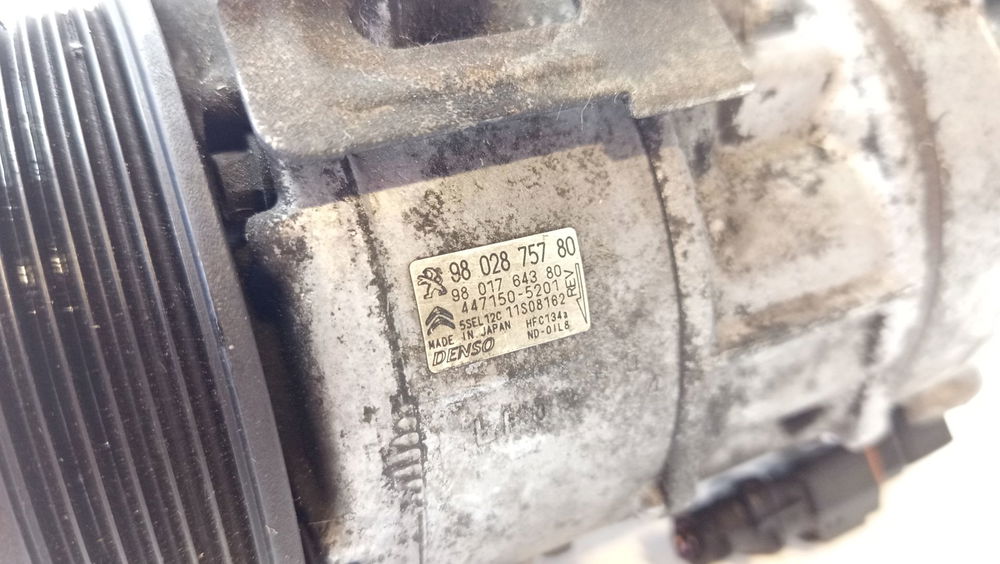 98 028 757 80
98 017 643 80
447150-5201
REV
5SEL12C 11S08162
MADE IN JAPAN HFC134a
DENSO ND-OIL8